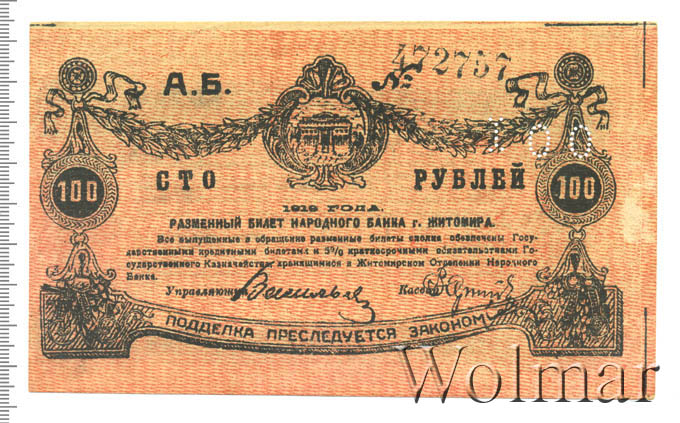 А.Б. № 472757
100
СТО РУБЛЕЙ
100 100
1919 ГОДА.
РАЗМЕННЫЙ БИЛЕТ НАРОДНОГО БАНКА г. ЖИТОМИРА.
Все выпущенные в обращение разменные билеты сполна обеспечены Госу-
дарственными кредитными билетами и 5% краткосрочными обязательствами Го-
сударственного Казначейства хранящимися в Житомирском Отделении Народного
Банка.
Управляющий Васильев Кассир
ПОДДЕЛКА ПРЕСЛЕДУЕТСЯ ЗАКОНОМ
Wolmar